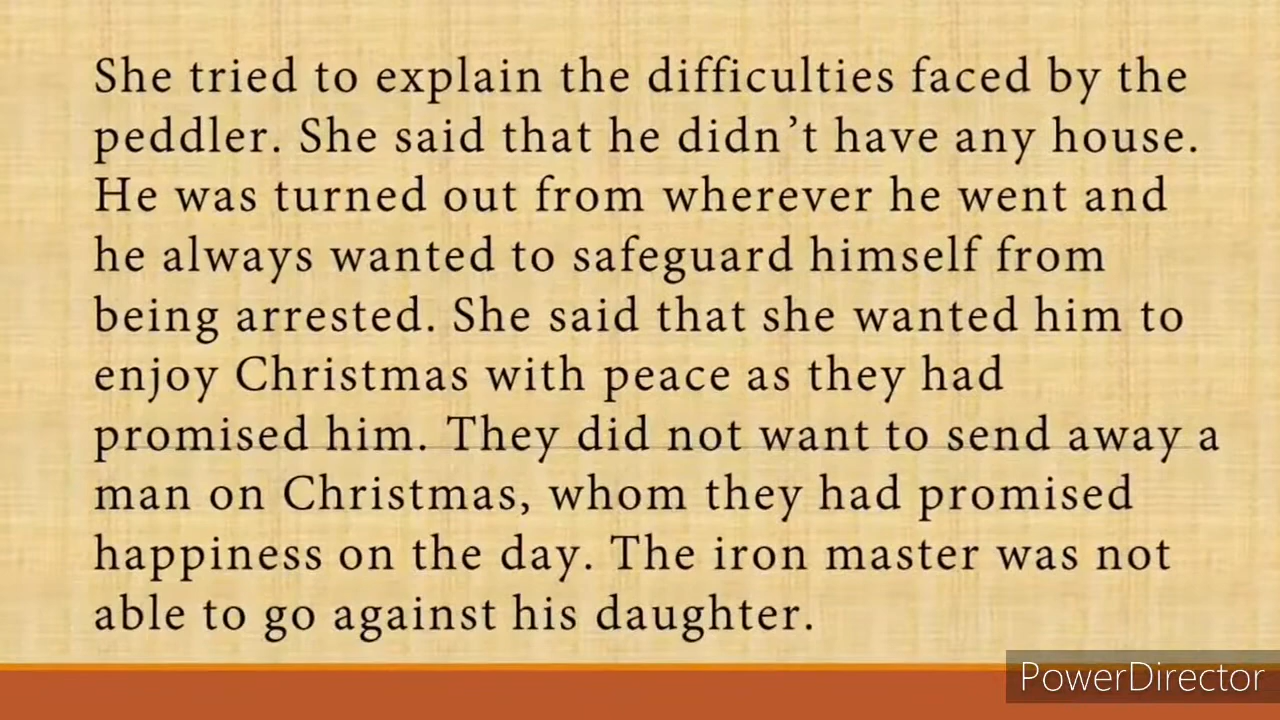 She tried to explain the difficulties faced by the
peddler. She said that he didn’t have any house.
He was turned out from wherever he went and
he always wanted to safeguard himself from
being arrested. She said that she wanted him to
enjoy Christmas with peace as they had
promised him. They did not want to send away a
man on Christmas, whom they had promised
happiness on the day. The iron master was not
able to go against his daughter.
PowerDirector